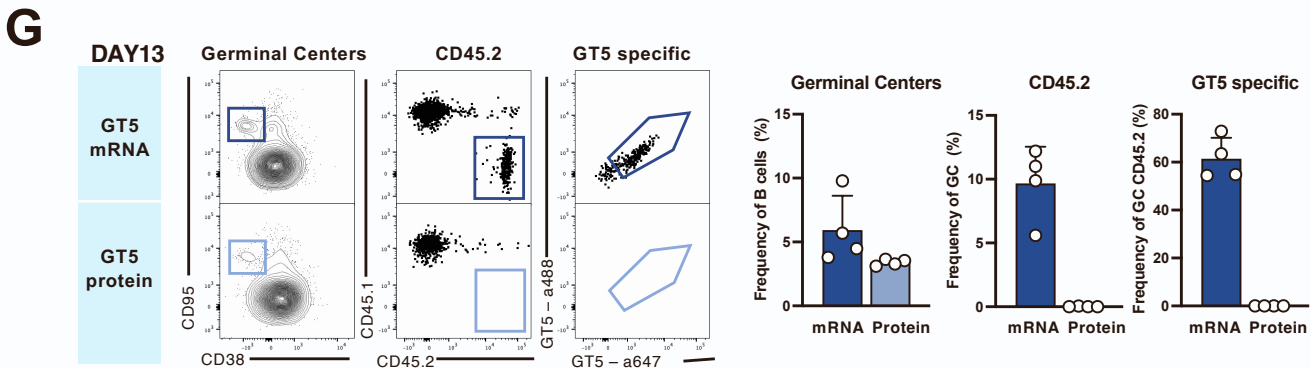 G
DAY13
Germinal Centers
CD45.2
GT5 specific
GT5
mRNA
GT5
protein
CD95
CD38
CD45.1
CD45.2
GT5 – a488
GT5 – a647
Germinal Centers
Frequency of B cells (%)
15
10
5
0
mRNA Protein
CD45.2
Frequency of GC (%)
15
10
5
0
mRNA Protein
GT5 specific
Frequency of GC CD45.2 (%)
80
60
40
20
0
mRNA Protein